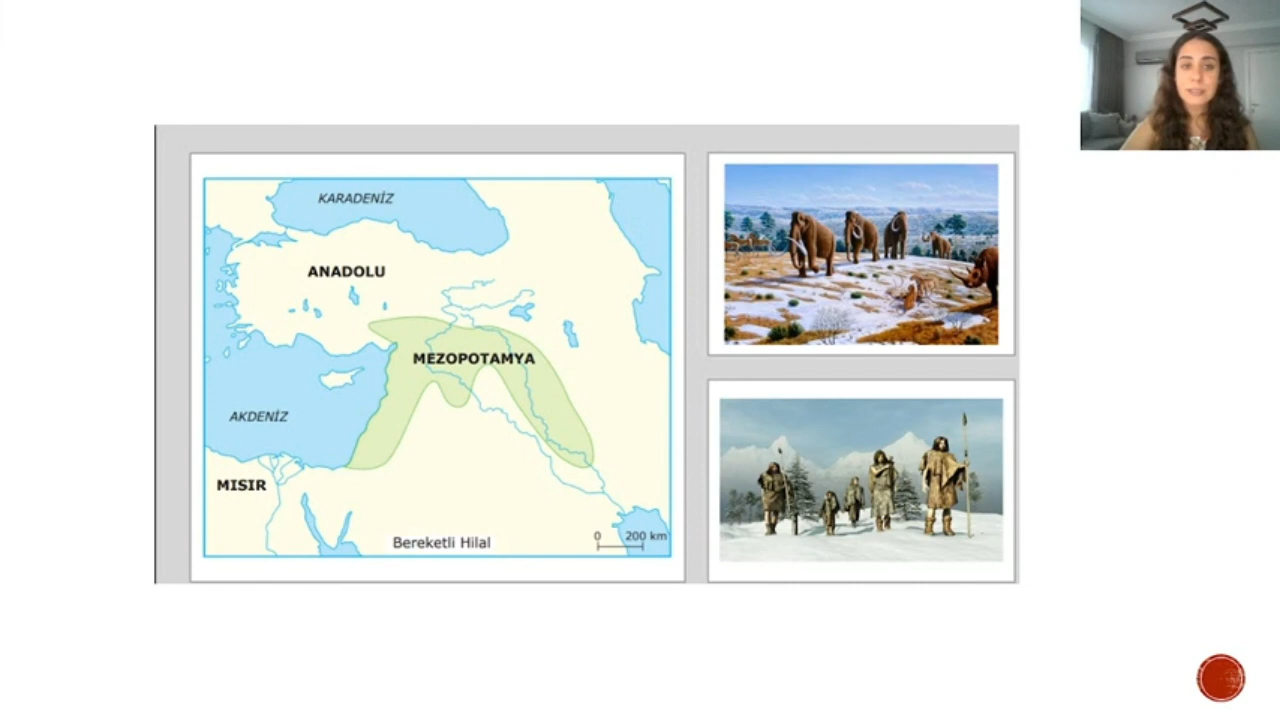 KARADENİZ
ANADOLU
MEZOPOTAMYA
AKDENİZ
MISIR
Bereketli Hilal
0 200 km